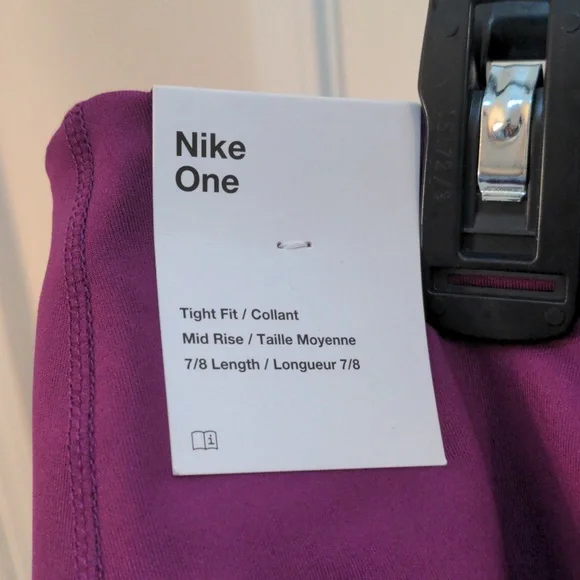 Nike
One
Tight Fit / Collant
Mid Rise / Taille Moyenne
7/8 Length / Longueur 7/8
i